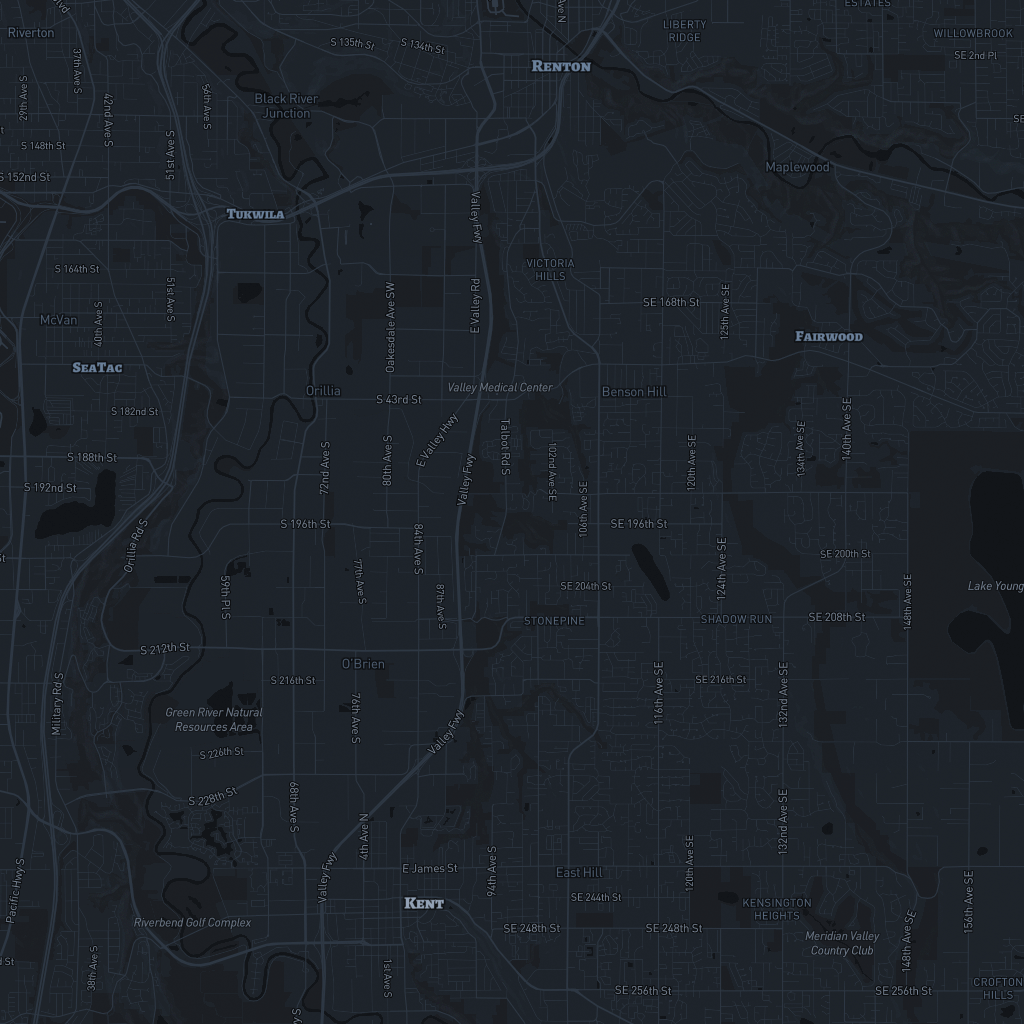 ESTATES
Riverton
LIBERTY
RIDGE
WILLOWBROOK
S 135th St
S 134th St
SE 2nd Pl
RENTON
Ave N
37th Ave S
29th Ave S
42nd Ave S
56th Ave S
Black River
Junction
S 148th St
51st Ave S
S 152nd St
Maplewood
TUKWILA
Valley Fwy
S 164th St
VICTORIA
HILLS
51st Ave S
E Valley Rd
Oakesdale Ave SW
SE 168th St
125th Ave SE
McVan
40th Ave S
FAIRWOOD
SEATAC
Orillia
Valley Medical Center
Benson Hill
S 43rd St
S 182nd St
E Valley Hwy
Talbot Rd S
140th Ave SE
134th Ave SE
S 188th St
72nd Ave S
80th Ave S
102nd Ave SE
120th Ave SE
Valley Fwy
S 192nd St
106th Ave SE
S 196th St
SE 196th St
Orillia Rd S
84th Ave S
SE 200th St
124th Ave SE
77th Ave S
59th Pl S
87th Ave S
SE 204th St
Lake Young
148th Ave SE
STONEPINE
SHADOW RUN
SE 208th St
S 212th St
O'Brien
S 216th St
SE 216th St
116th Ave SE
132nd Ave SE
Military Rd S
Green River Natural
Resources Area
76th Ave S
Valley Fwy
S 226th St
S 228th St
68th Ave S
4th Ave N
132nd Ave SE
Valley Fwy
E James St
94th Ave S
East Hill
120th Ave SE
Pacific Hwy S
SE 244th St
KENT
KENSINGTON
HEIGHTS
156th Ave SE
Riverbend Golf Complex
SE 248th St
SE 248th St
Meridian Valley
Country Club
148th Ave SE
38th Ave S
1st Ave S
SE 256th St
SE 256th St
CROFTON
HILLS